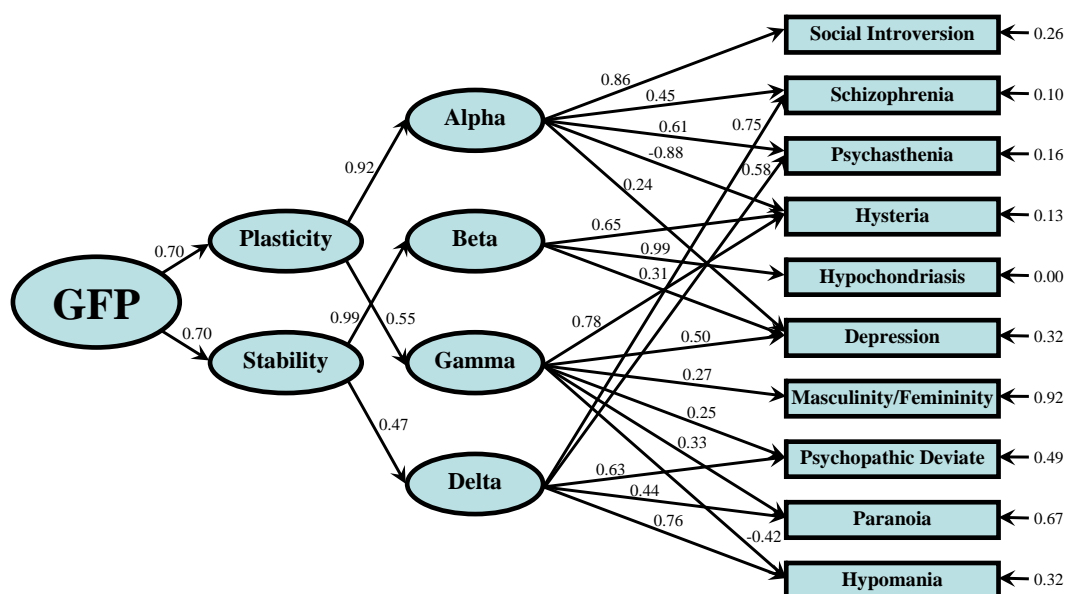 Social Introversion
0.26
0.86
Schizophrenia
0.10
0.45
Alpha
0.75
0.61
Psychasthenia
0.16
-0.88
0.92
0.58
0.24
Hysteria
0.13
0.65
Plasticity
Beta
0.70
0.99
0.31
Hypochondriasis
0.00
GFP
0.99
0.55
0.78
0.70
Stability
Gamma
0.50
Depression
0.32
0.27
Masculinity/Femininity
0.92
0.25
0.47
0.33
Psychopathic Deviate
0.49
0.63
Delta
0.44
0.76
Paranoia
0.67
-0.42
Hypomania
0.32